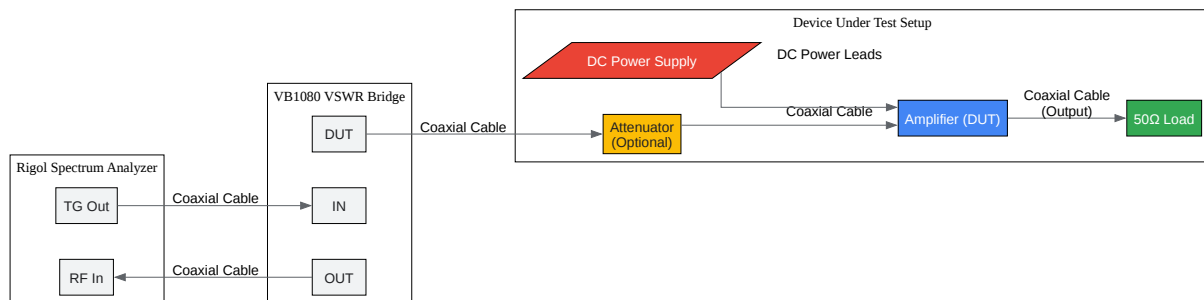 Device Under Test Setup
DC Power Supply
DC Power Leads
VB1080 VSWR Bridge
DUT
Coaxial Cable
Attenuator
(Optional)
Coaxial Cable
Amplifier (DUT)
Coaxial Cable
(Output)
50Ω Load
Rigol Spectrum Analyzer
TG Out
Coaxial Cable
IN
RF In
Coaxial Cable
OUT